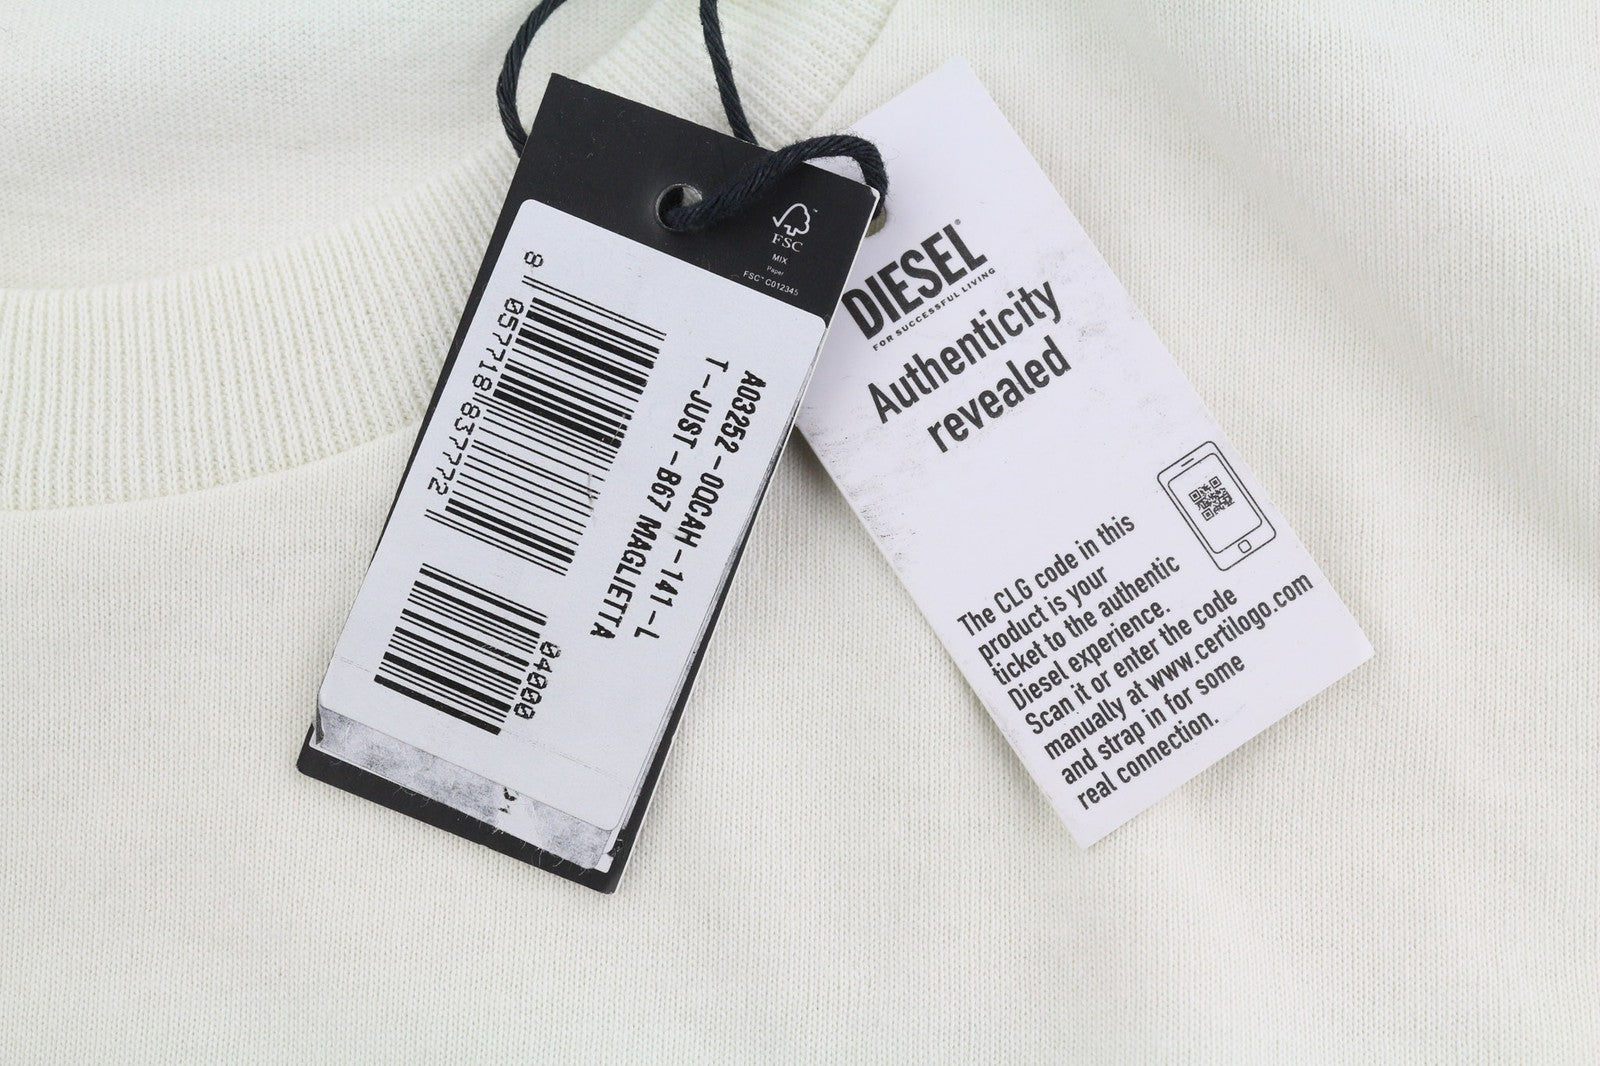 FSC
MIX
Paper
FSC™ C012345
A03252-0QCAH-141-L
T-JUST-B67 MAGLIETTA
8 057718 837772
04000
DIESEL®
FOR SUCCESSFUL LIVING
Authenticity
revealed
The CLG code in this
product is your
ticket to the authentic
Diesel experience.
Scan it or enter the code
manually at www.certilogo.com
and strap in for some
real connection.